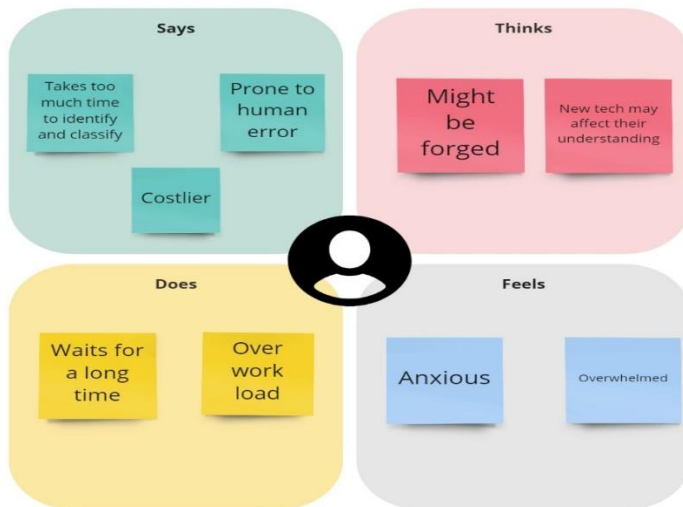 Says
Takes too
much time
to identify
and classify
Prone to
human
error
Costlier
Thinks
Might
be
forged
New tech may
affect their
understanding
Does
Waits for
a long
time
Over
work
load
Feels
Anxious
Overwhelmed